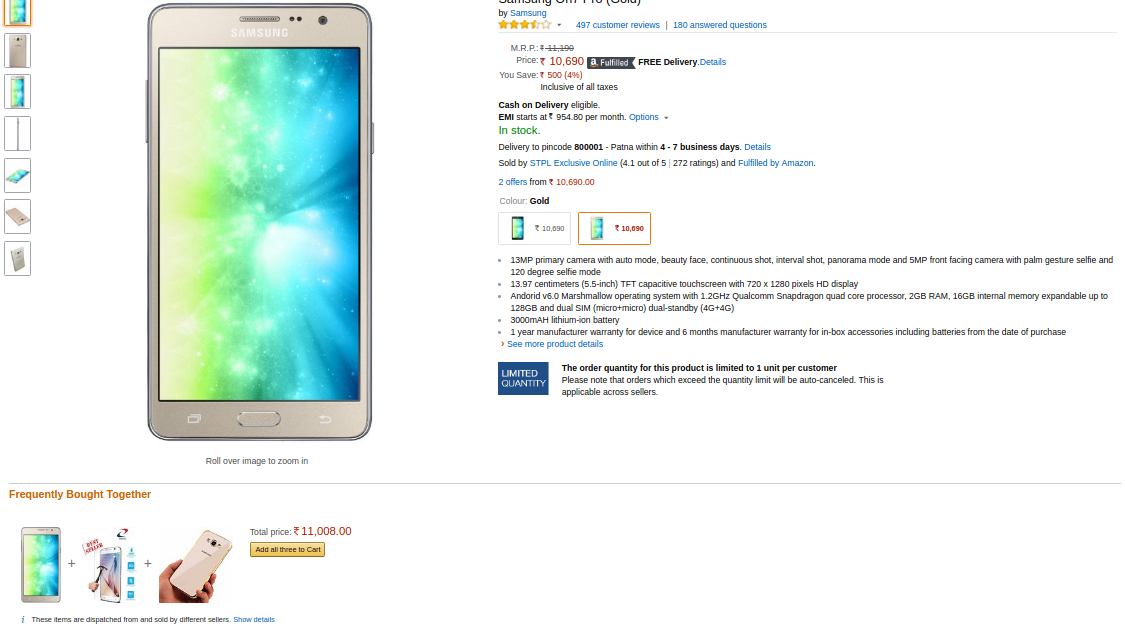 Samsung On7 Pro (Gold)
by Samsung
497 customer reviews | 180 answered questions
SAMSUNG
M.R.P.: ₹ 11,190
Price: ₹ 10,690 Fulfilled FREE Delivery.Details
You Save: ₹ 500 (4%)
Inclusive of all taxes
Cash on Delivery eligible.
EMI starts at ₹ 954.80 per month. Options
In stock.
Delivery to pincode 800001 - Patna within 4 - 7 business days. Details
Sold by STPL Exclusive Online (4.1 out of 5 | 272 ratings) and Fulfilled by Amazon.
2 offers from ₹ 10,690.00
Colour: Gold
₹ 10,690 ₹ 10,690
13MP primary camera with auto mode, beauty face, continuous shot, interval shot, panorama mode and 5MP front facing camera with palm gesture selfie and
120 degree selfie mode
13.97 centimeters (5.5-inch) TFT capacitive touchscreen with 720 x 1280 pixels HD display
Andorid v6.0 Marshmallow operating system with 1.2GHz Qualcomm Snapdragon quad core processor, 2GB RAM, 16GB internal memory expandable up to
128GB and dual SIM (micro+micro) dual-standby (4G+4G)
3000mAH lithium-ion battery
1 year manufacturer warranty for device and 6 months manufacturer warranty for in-box accessories including batteries from the date of purchase
› See more product details
LIMITED
QUANTITY
The order quantity for this product is limited to 1 unit per customer
Please note that orders which exceed the quantity limit will be auto-canceled. This is
applicable across sellers.
Roll over image to zoom in
Frequently Bought Together
BEST
SELLER
+ +
Total price: ₹ 11,008.00
Add all three to Cart
i These items are dispatched from and sold by different sellers. Show details